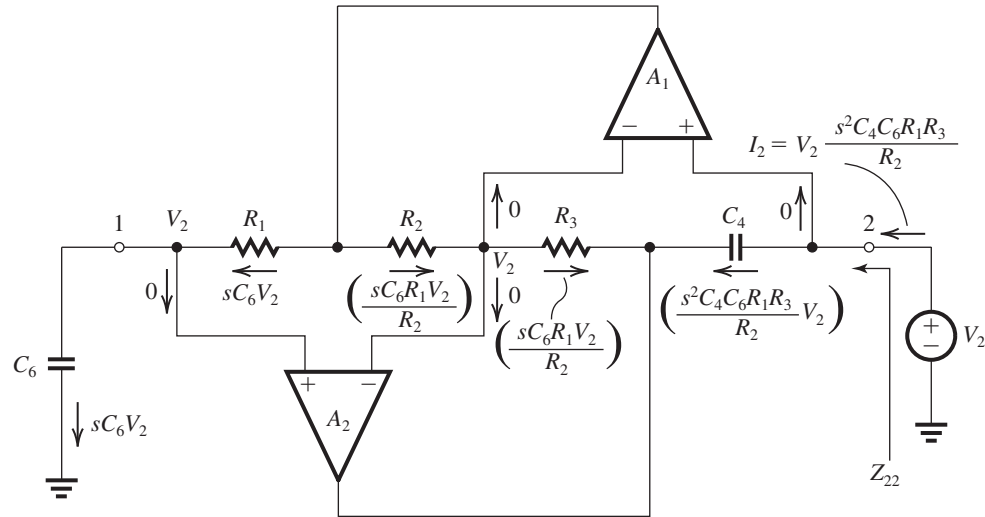 A₁
− +
I₂ = V₂ s²C₄C₆R₁R₃ / R₂
1 V₂ R₁ R₂ 0 R₃ C₄ 0 2
sC₆V₂
(sC₆R₁V₂ / R₂)
V₂
0
0
(sC₆R₁V₂ / R₂)
(s²C₄C₆R₁R₃ / R₂ V₂)
+
−
V₂
C₆
+ −
A₂
sC₆V₂
Z₂₂